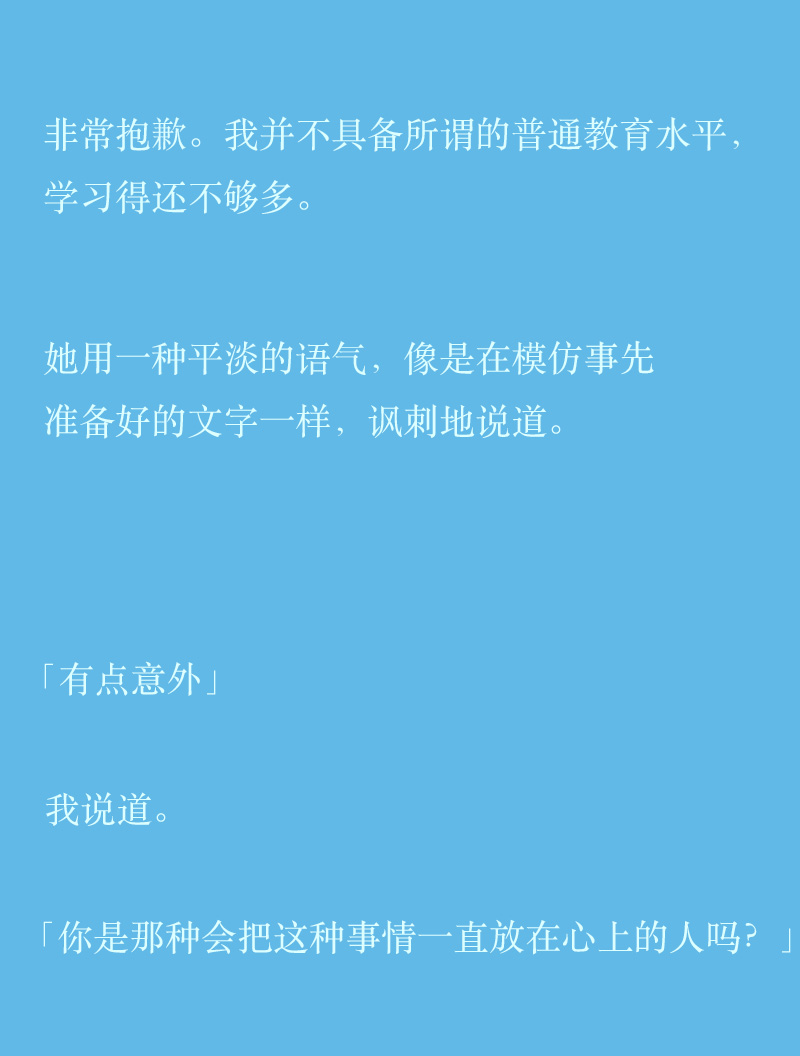 非常抱歉。我并不具备所谓的普通教育水平，
学习得还不够多。
她用一种平淡的语气，像是在模仿事先
准备好的文字一样，讽刺地说道。
「有点意外」
我说道。
「你是那种会把这种事情一直放在心上的人吗？」